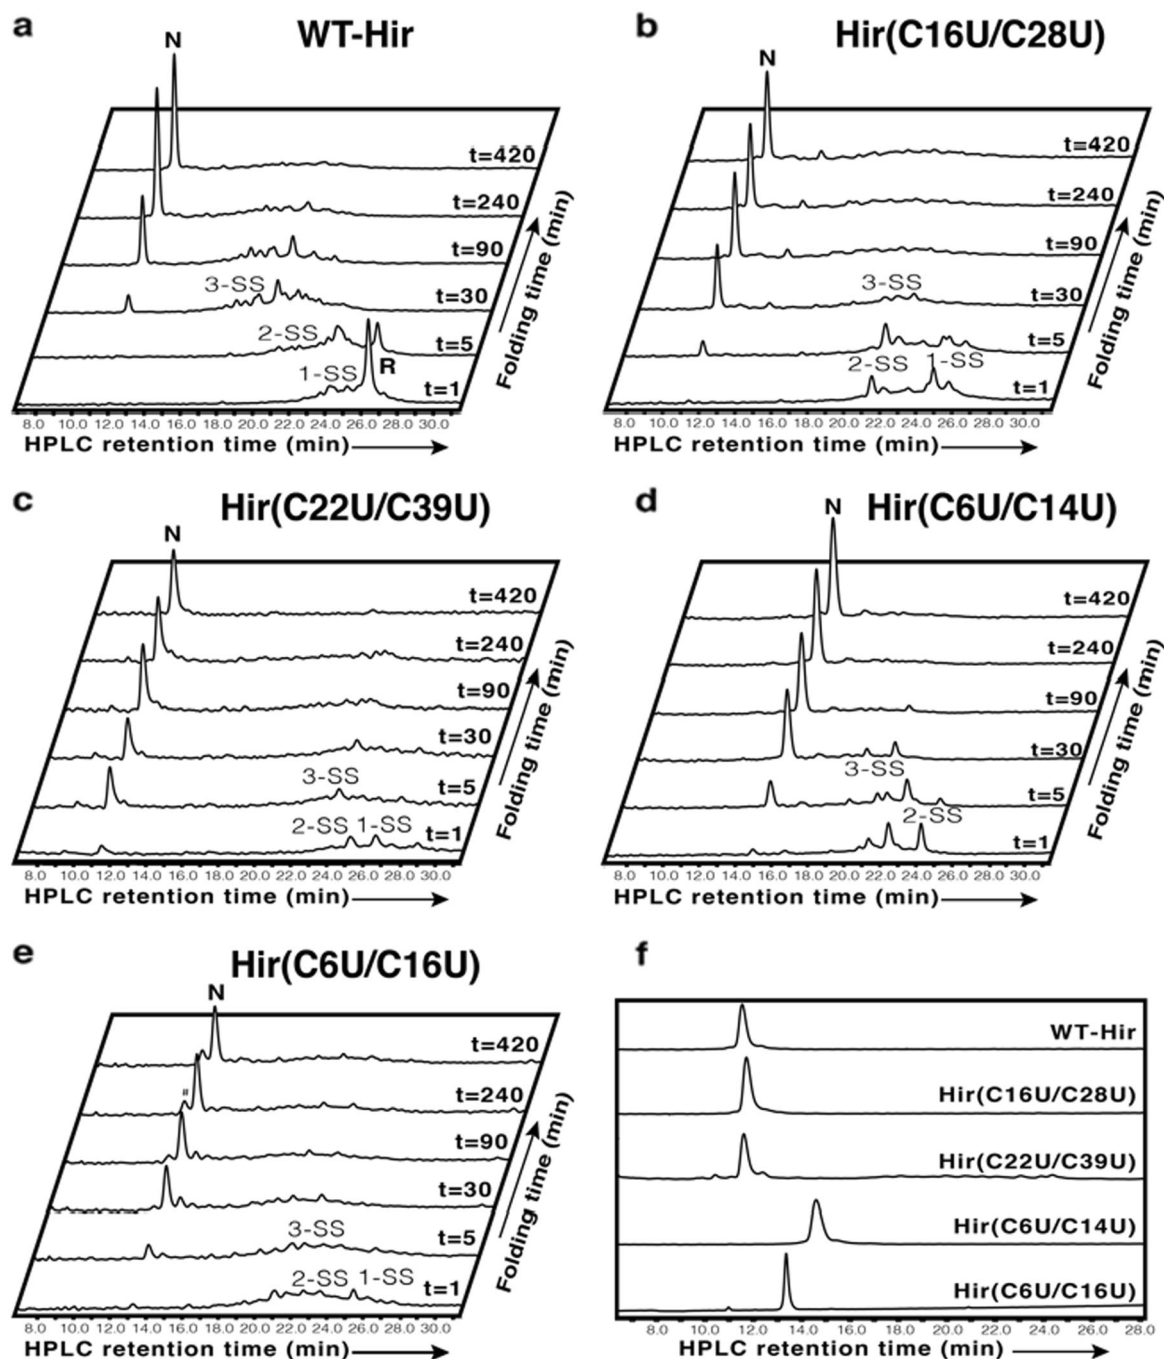 a
WT-Hir
N
t=420
t=240
t=90
3-SS
t=30
2-SS
t=5
1-SS
R
t=1
Folding time (min)
8.0 10.0 12.0 14.0 16.0 18.0 20.0 22.0 24.0 26.0 28.0 30.0
HPLC retention time (min)
b
Hir(C16U/C28U)
N
t=420
t=240
t=90
3-SS
t=30
t=5
2-SS 1-SS
t=1
Folding time (min)
8.0 10.0 12.0 14.0 16.0 18.0 20.0 22.0 24.0 26.0 28.0 30.0
HPLC retention time (min)
c
Hir(C22U/C39U)
N
t=420
t=240
t=90
t=30
3-SS
t=5
2-SS 1-SS t=1
Folding time (min)
8.0 10.0 12.0 14.0 16.0 18.0 20.0 22.0 24.0 26.0 28.0 30.0
HPLC retention time (min)
d
Hir(C6U/C14U)
N
t=420
t=240
t=90
t=30
3-SS
t=5
2-SS
t=1
Folding time (min)
8.0 10.0 12.0 14.0 16.0 18.0 20.0 22.0 24.0 26.0 28.0 30.0
HPLC retention time (min)
e
Hir(C6U/C16U)
N
t=420
"
t=240
t=90
t=30
3-SS
t=5
2-SS 1-SS t=1
Folding time (min)
8.0 10.0 12.0 14.0 16.0 18.0 20.0 22.0 24.0 26.0 28.0 30.0
HPLC retention time (min)
f
WT-Hir
Hir(C16U/C28U)
Hir(C22U/C39U)
Hir(C6U/C14U)
Hir(C6U/C16U)
8.0 10.0 12.0 14.0 16.0 18.0 20.0 22.0 24.0 26.0 28.0
HPLC retention time (min)